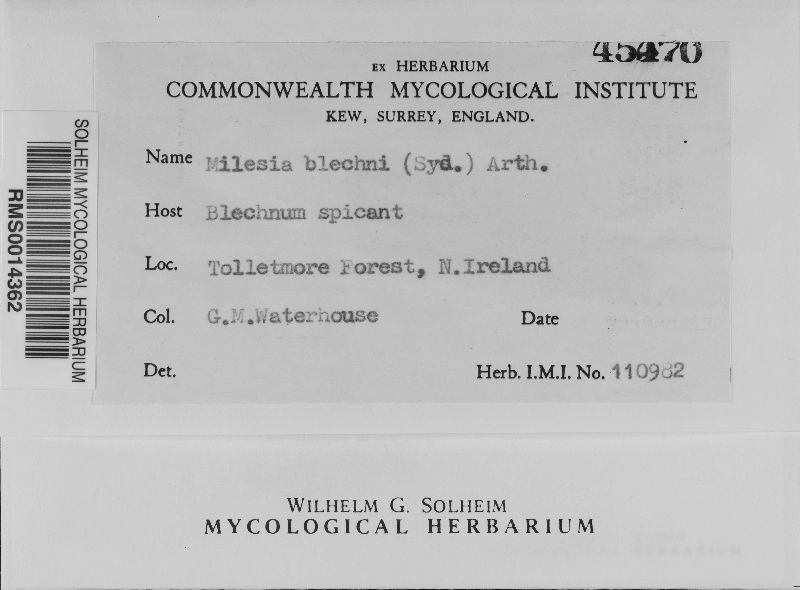 45470
EX HERBARIUM
COMMONWEALTH MYCOLOGICAL INSTITUTE
KEW, SURREY, ENGLAND.
Name Milesia blechni (Syd.) Arth.
Host Blechnum spicant
Loc. Tolletmore Forest, N.Ireland
Col. G.M.Waterhouse Date
Det. Herb. I.M.I. No. 110982
SOLHEIM MYCOLOGICAL HERBARIUM
RMS0014362
WILHELM G. SOLHEIM
MYCOLOGICAL HERBARIUM